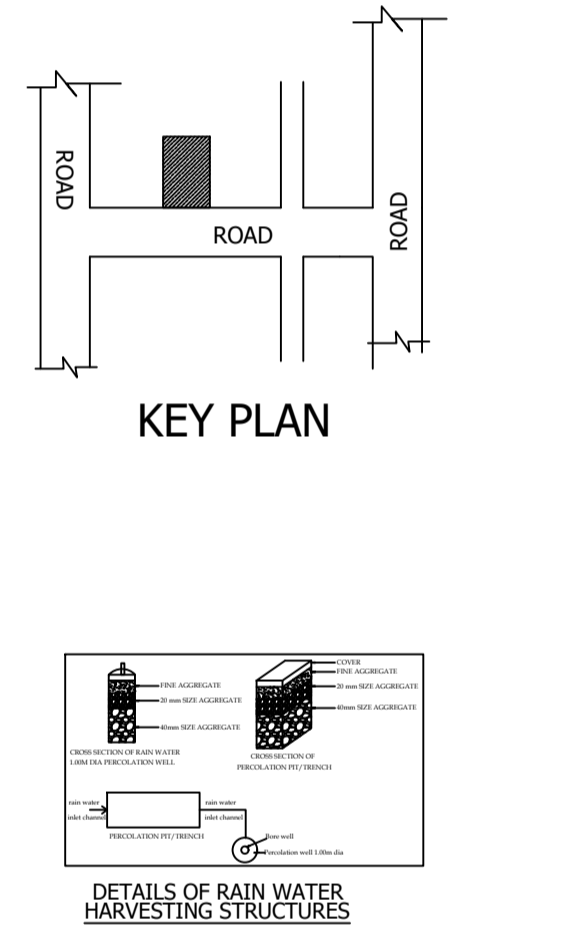 ROAD
ROAD
ROAD
KEY PLAN
COVER
FINE AGGREGATE
20 mm SIZE AGGREGATE
40mm SIZE AGGREGATE
FINE AGGREGATE
20 mm SIZE AGGREGATE
40mm SIZE AGGREGATE
CROSS SECTION OF RAIN WATER
1.00M DIA PERCOLATION WELL
CROSS SECTION OF
PERCOLATION PIT/TRENCH
rain water
inlet channel
rain water
inlet channel
PERCOLATION PIT/TRENCH
Bore well
Percolation well 1.00m dia
DETAILS OF RAIN WATER
HARVESTING STRUCTURES